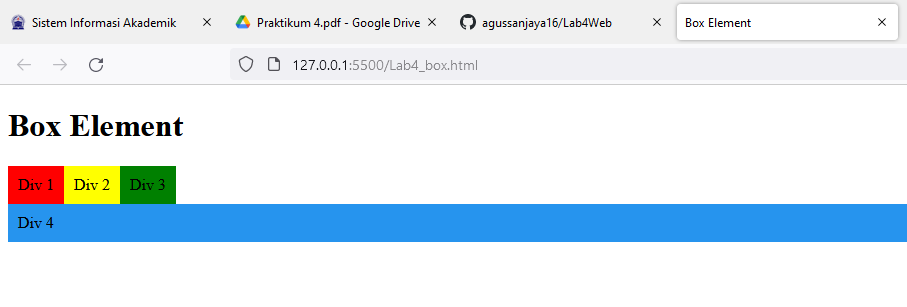 Sistem Informasi Akademik
Praktikum 4.pdf - Google Drive
agussanjaya16/Lab4Web
Box Element
127.0.0.1:5500/Lab4_box.html
Box Element
Div 1 Div 2 Div 3
Div 4